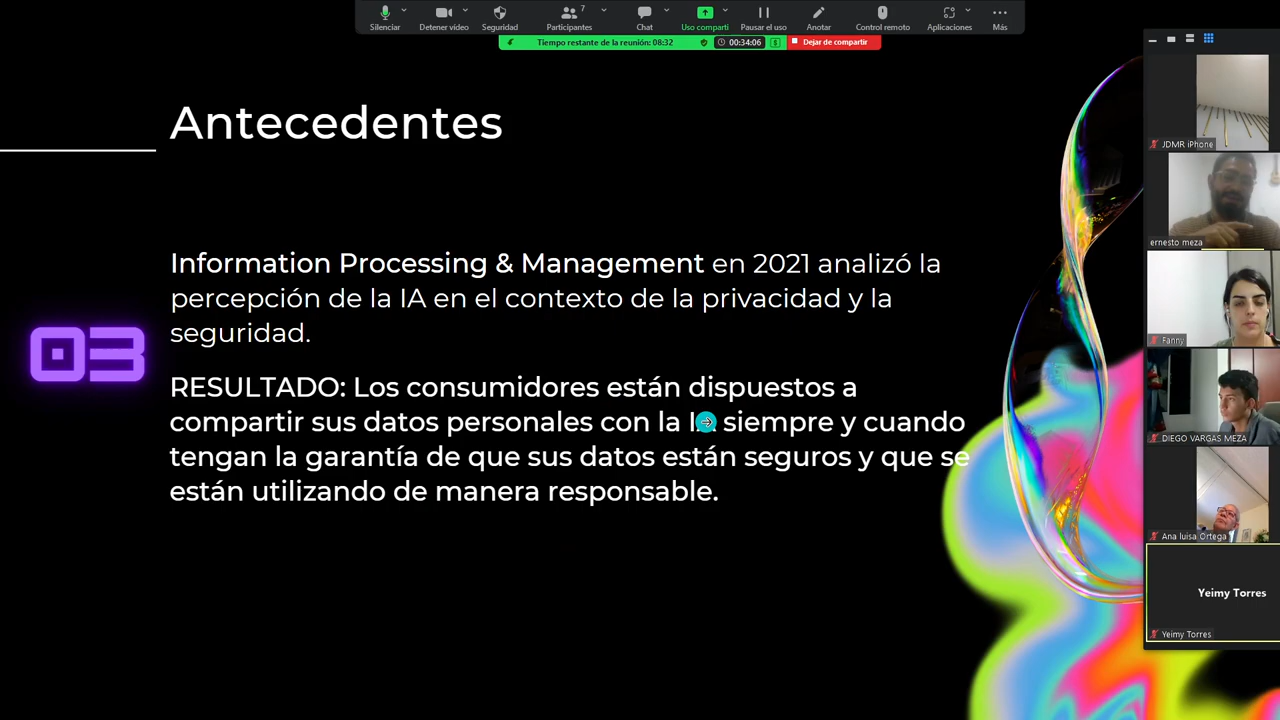 7
Silenciar
Detener vídeo
Seguridad
Participantes
Chat
Uso comparti
Pausar el uso
Anotar
Control remoto
Aplicaciones
Más
Tiempo restante de la reunión: 08:32
00:34:06
Dejar de compartir
Antecedentes
Information Processing & Management en 2021 analizó la
percepción de la IA en el contexto de la privacidad y la
seguridad.
03
RESULTADO: Los consumidores están dispuestos a
compartir sus datos personales con la IA siempre y cuando
tengan la garantía de que sus datos están seguros y que se
están utilizando de manera responsable.
JDMR iPhone
ernesto meza
Fanny
DIEGO VARGAS MEZA
Ana luisa Ortega
Yeimy Torres
Yeimy Torres